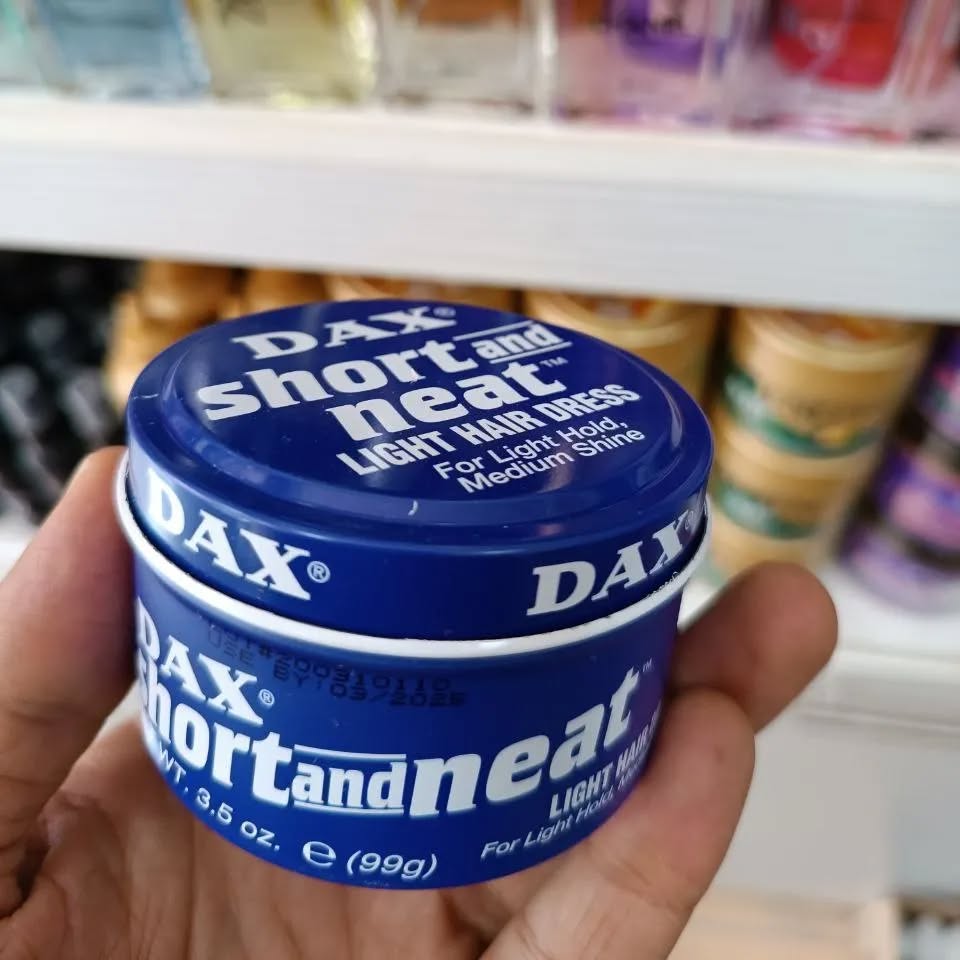 DAX®
short and
neat™
LIGHT HAIR DRESS
For Light Hold,
Medium Shine
DAX®
DAX®
USE BY: 03/2025
DAX®
short and neat™
WT. 3.5 oz. ℮ (99g)
LIGHT HAIR
For Light Hold,